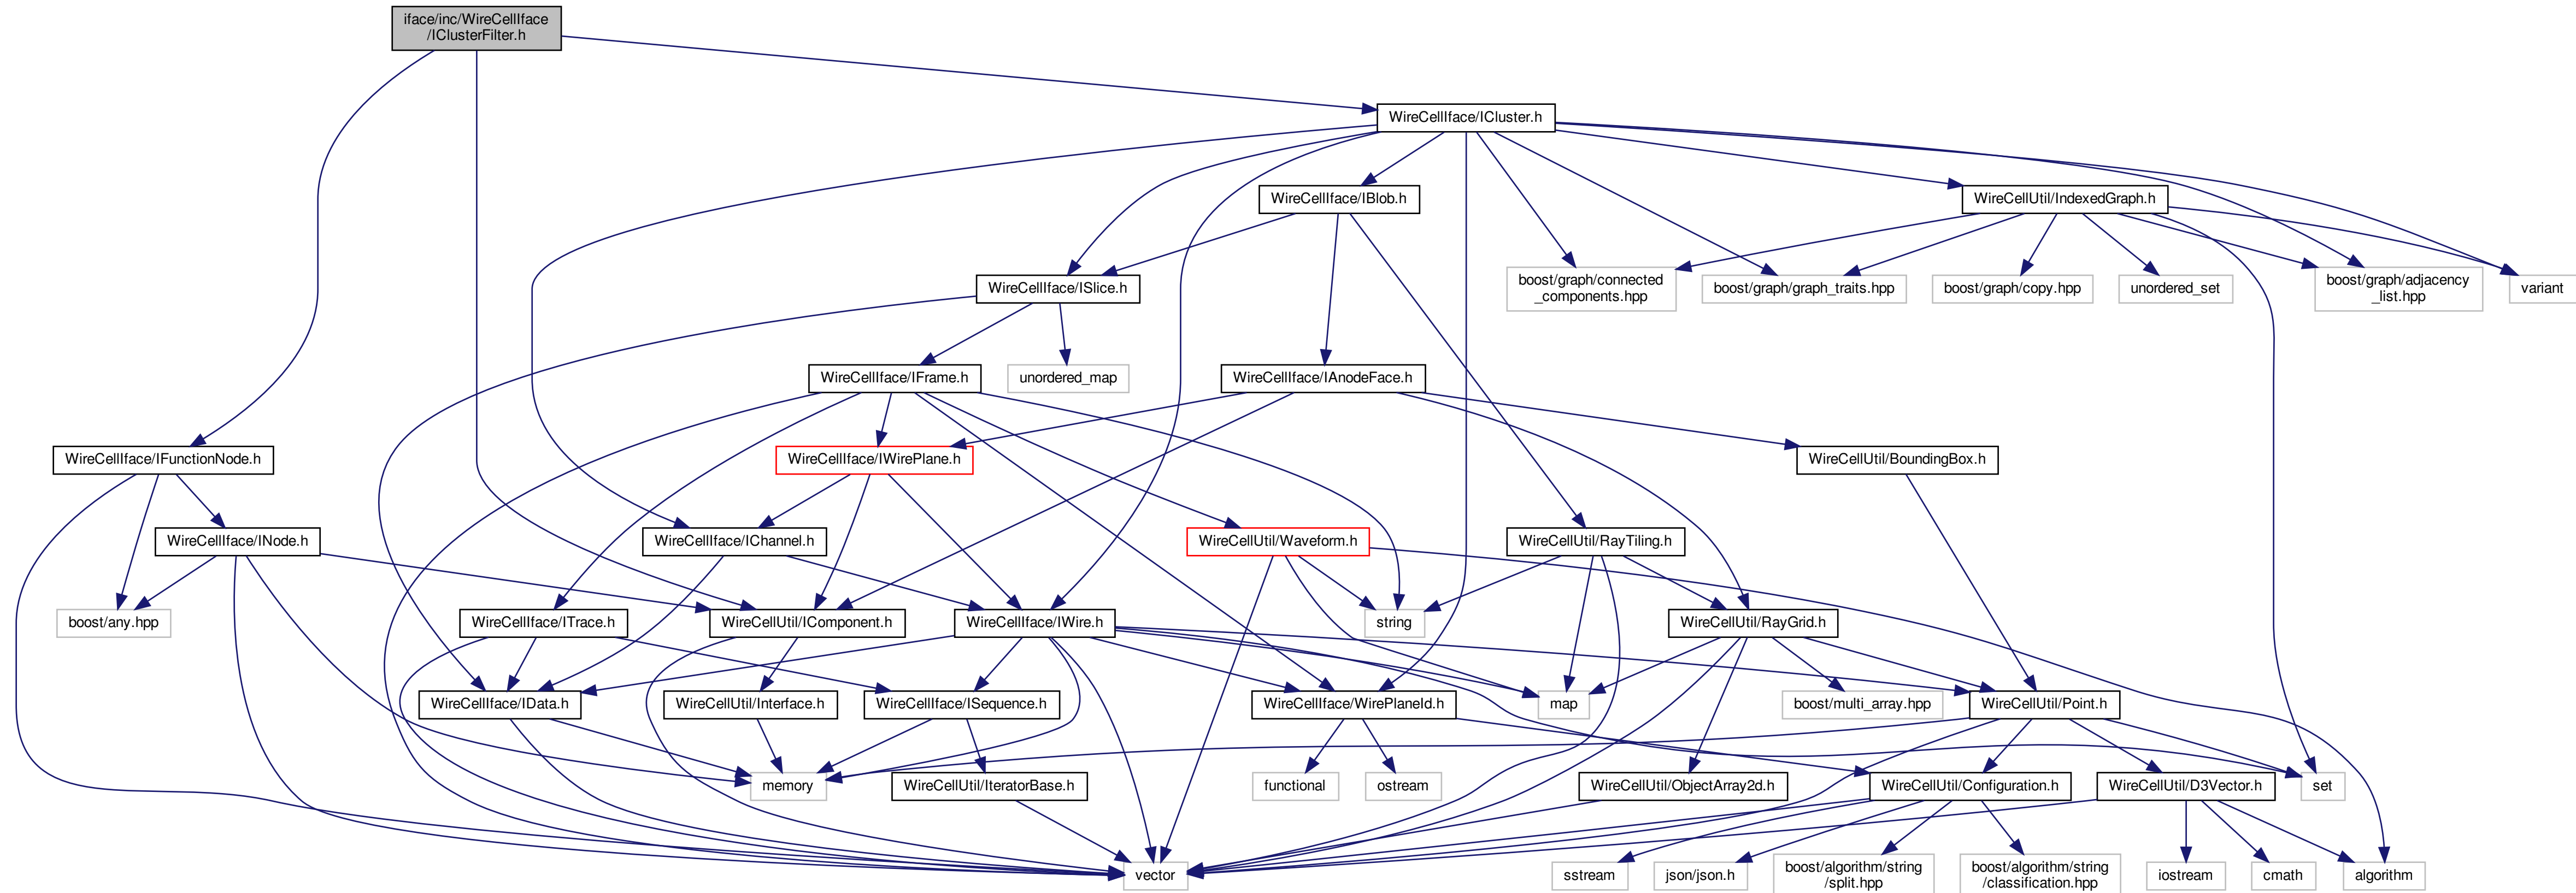 iface/inc/WireCellIface
/IClusterFilter.h
WireCellIface/ICluster.h
WireCellIface/IBlob.h
WireCellUtil/IndexedGraph.h
WireCellIface/ISlice.h
boost/graph/connected
_components.hpp
boost/graph/graph_traits.hpp
boost/graph/copy.hpp
unordered_set
boost/graph/adjacency
_list.hpp
variant
WireCellIface/IFrame.h
unordered_map
WireCellIface/IAnodeFace.h
WireCellIface/IFunctionNode.h
WireCellIface/IWirePlane.h
WireCellUtil/BoundingBox.h
WireCellIface/INode.h
WireCellIface/IChannel.h
WireCellUtil/Waveform.h
WireCellUtil/RayTiling.h
boost/any.hpp
WireCellIface/ITrace.h
WireCellUtil/IComponent.h
WireCellIface/IWire.h
string
WireCellUtil/RayGrid.h
WireCellIface/IData.h
WireCellUtil/Interface.h
WireCellIface/ISequence.h
WireCellIface/WirePlaneId.h
map
boost/multi_array.hpp
WireCellUtil/Point.h
memory
WireCellUtil/IteratorBase.h
functional
ostream
WireCellUtil/ObjectArray2d.h
WireCellUtil/Configuration.h
WireCellUtil/D3Vector.h
set
vector
sstream
json/json.h
boost/algorithm/string
/split.hpp
boost/algorithm/string
/classification.hpp
iostream
cmath
algorithm